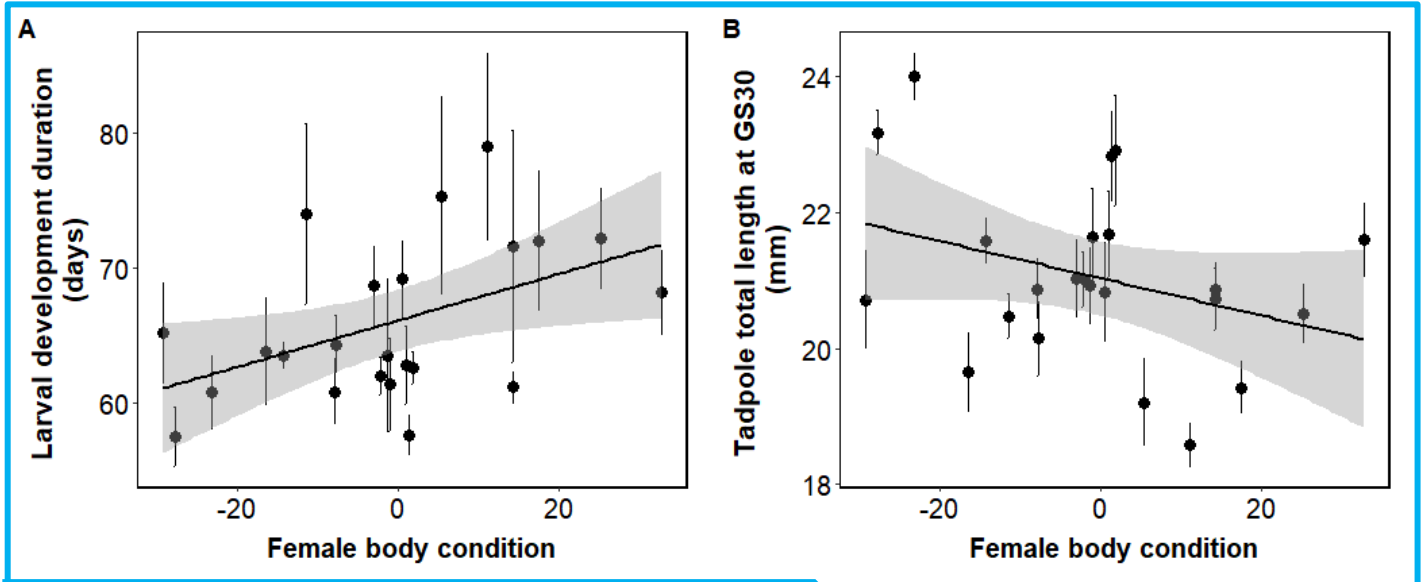 A
Larval development duration
(days)
80
70
60
-20 0 20
Female body condition
B
Tadpole total length at GS30
(mm)
24
22
20
18
-20 0 20
Female body condition